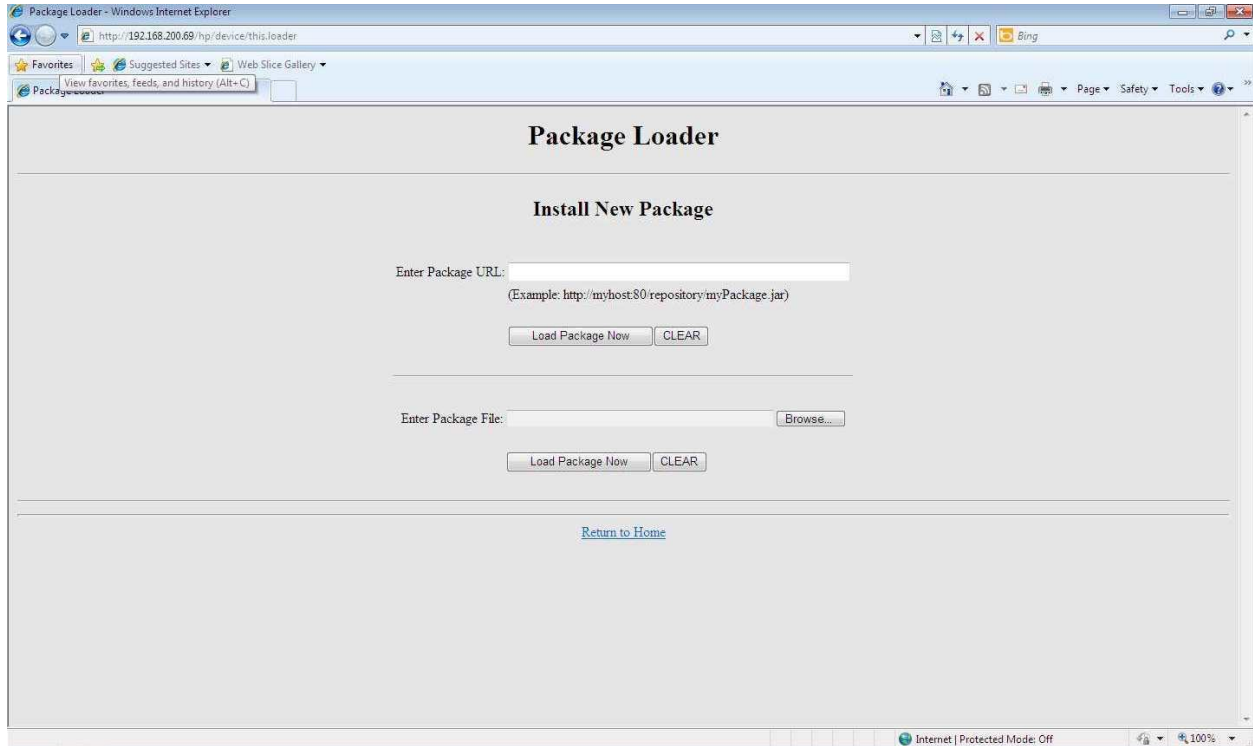 Package Loader - Windows Internet Explorer
http://192.168.200.69/hp/device/this.loader
Bing
Favorites
Suggested Sites
Web Slice Gallery
View favorites, feeds, and history (Alt+C)
Page
Safety
Tools
Package Loader
Install New Package
Enter Package URL:
(Example: http://myhost:80/repository/myPackage.jar)
Load Package Now
CLEAR
Enter Package File:
Browse...
Load Package Now
CLEAR
Return to Home
Internet | Protected Mode: Off
100%